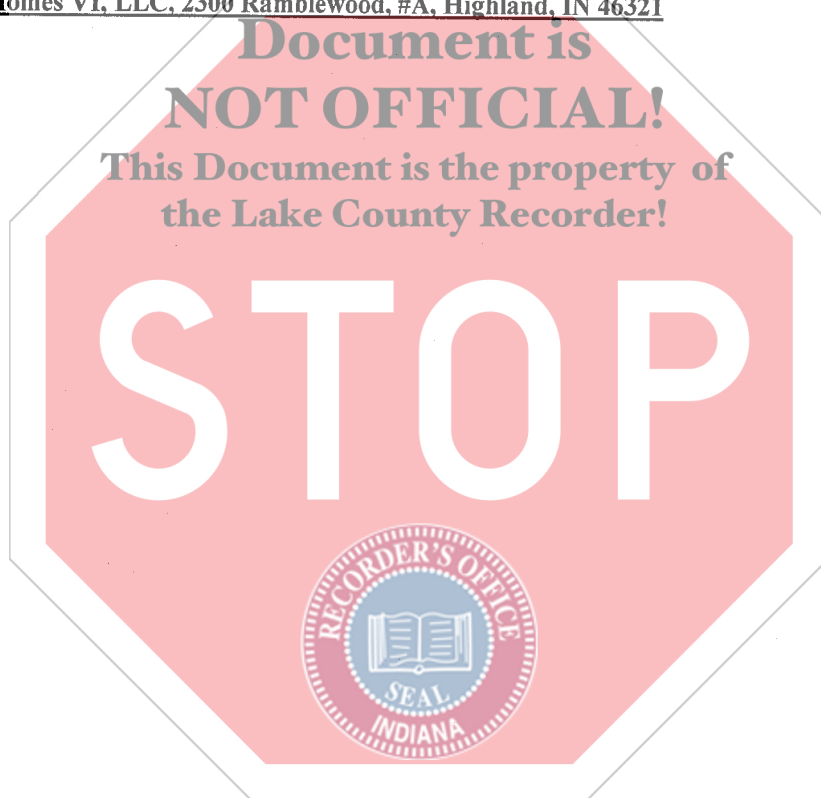 omes VI, LLC, 2300 Ramblewood, #A, Highland, IN 46321
Document is
NOT OFFICIAL!
This Document is the property of
the Lake County Recorder!
STOP
RECORDER'S OFFICE
SEAL
INDIANA